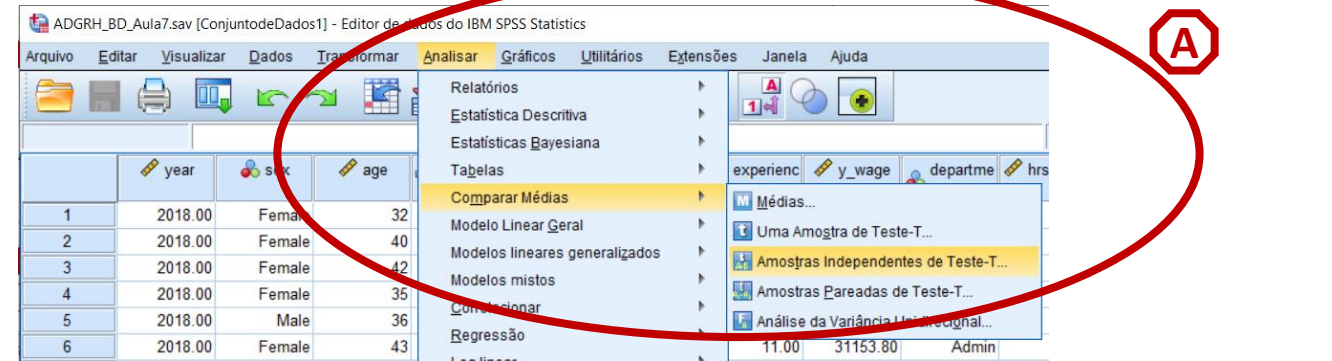 ADGRH_BD_Aula7.sav [ConjuntodeDados1] - Editor de dados do IBM SPSS Statistics
A
Arquivo Editar Visualizar Dados Transformar Analisar Gráficos Utilitários Extensões Janela Ajuda
Relatórios
Estatística Descritiva
Estatísticas Bayesiana
Tabelas
Comparar Médias
Modelo Linear Geral
Modelos lineares generalizados
Modelos mistos
Correlacionar
Regressão
Médias...
Uma Amostra de Teste-T...
Amostras Independentes de Teste-T...
Amostras Pareadas de Teste-T...
Análise da Variância Unidirecional...
year sex age experienc y_wage departme hrs
1 2018.00 Female 32
2 2018.00 Female 40
3 2018.00 Female 42
4 2018.00 Female 35
5 2018.00 Male 36
6 2018.00 Female 43 11.00 31153.80 Admin